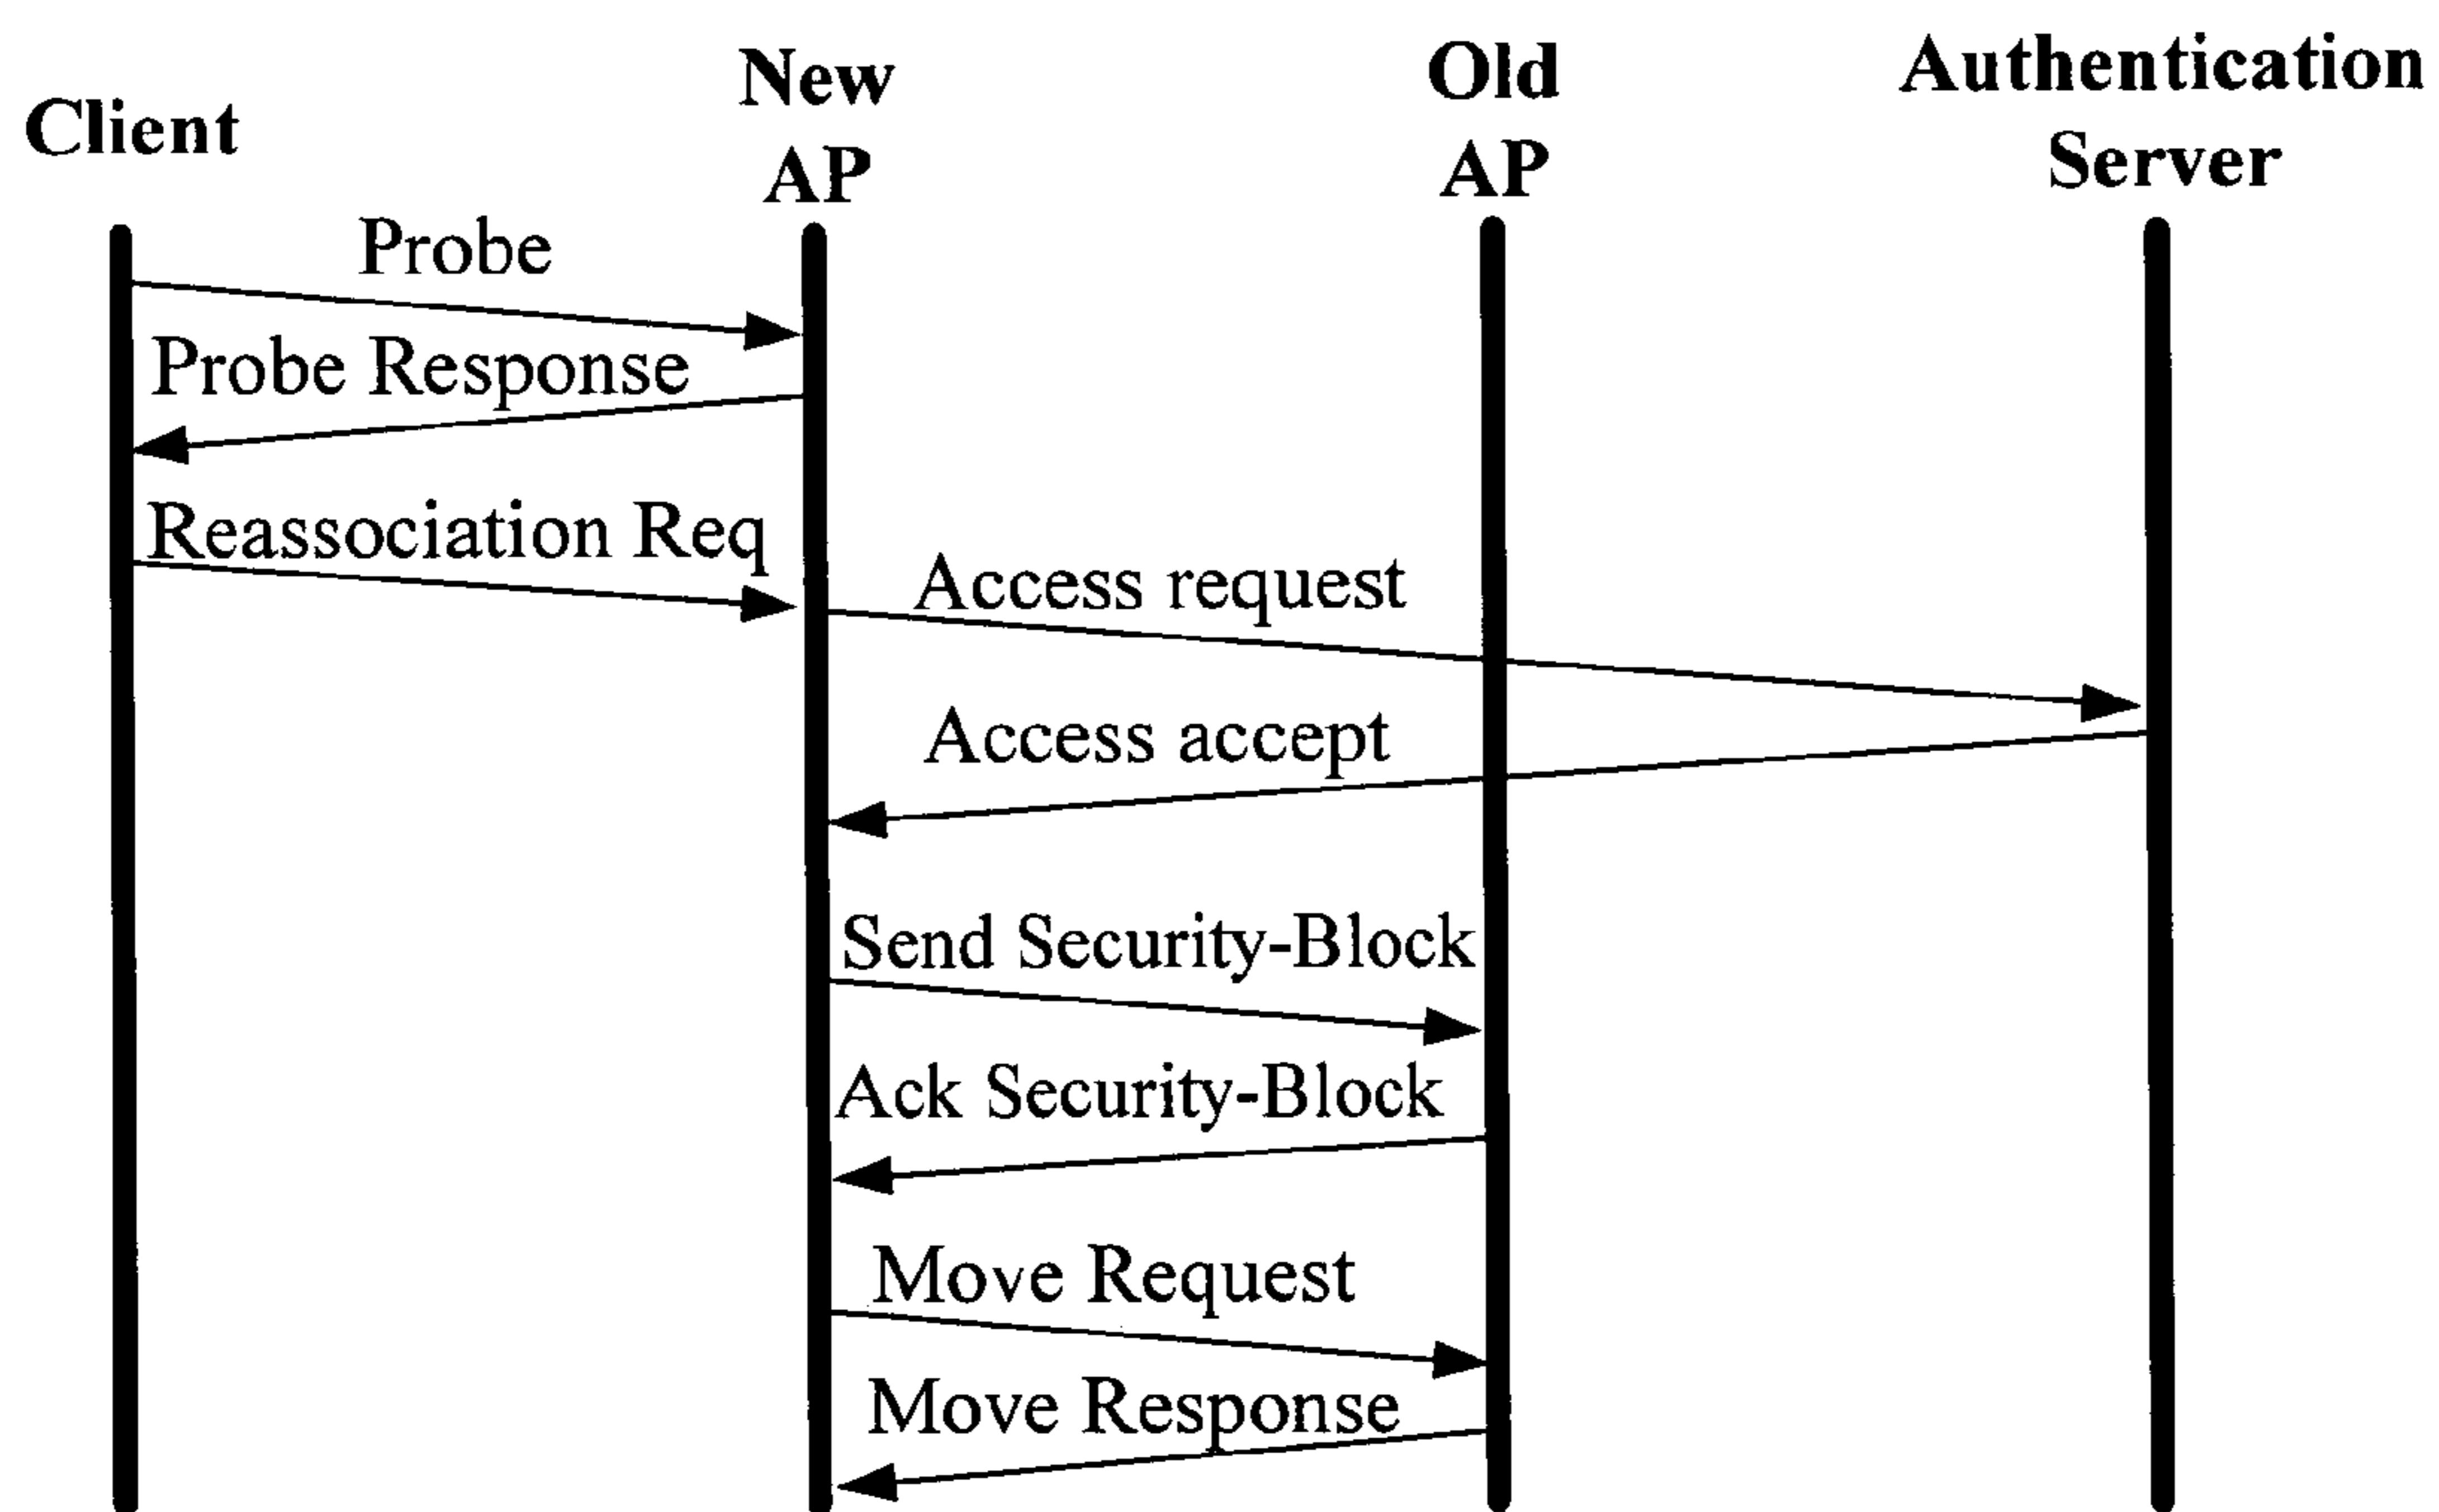 Client
New
AP
Old
AP
Authentication
Server
Probe
Probe Response
Reassociation Req
Access request
Access accept
Send Security-Block
Ack Security-Block
Move Request
Move Response